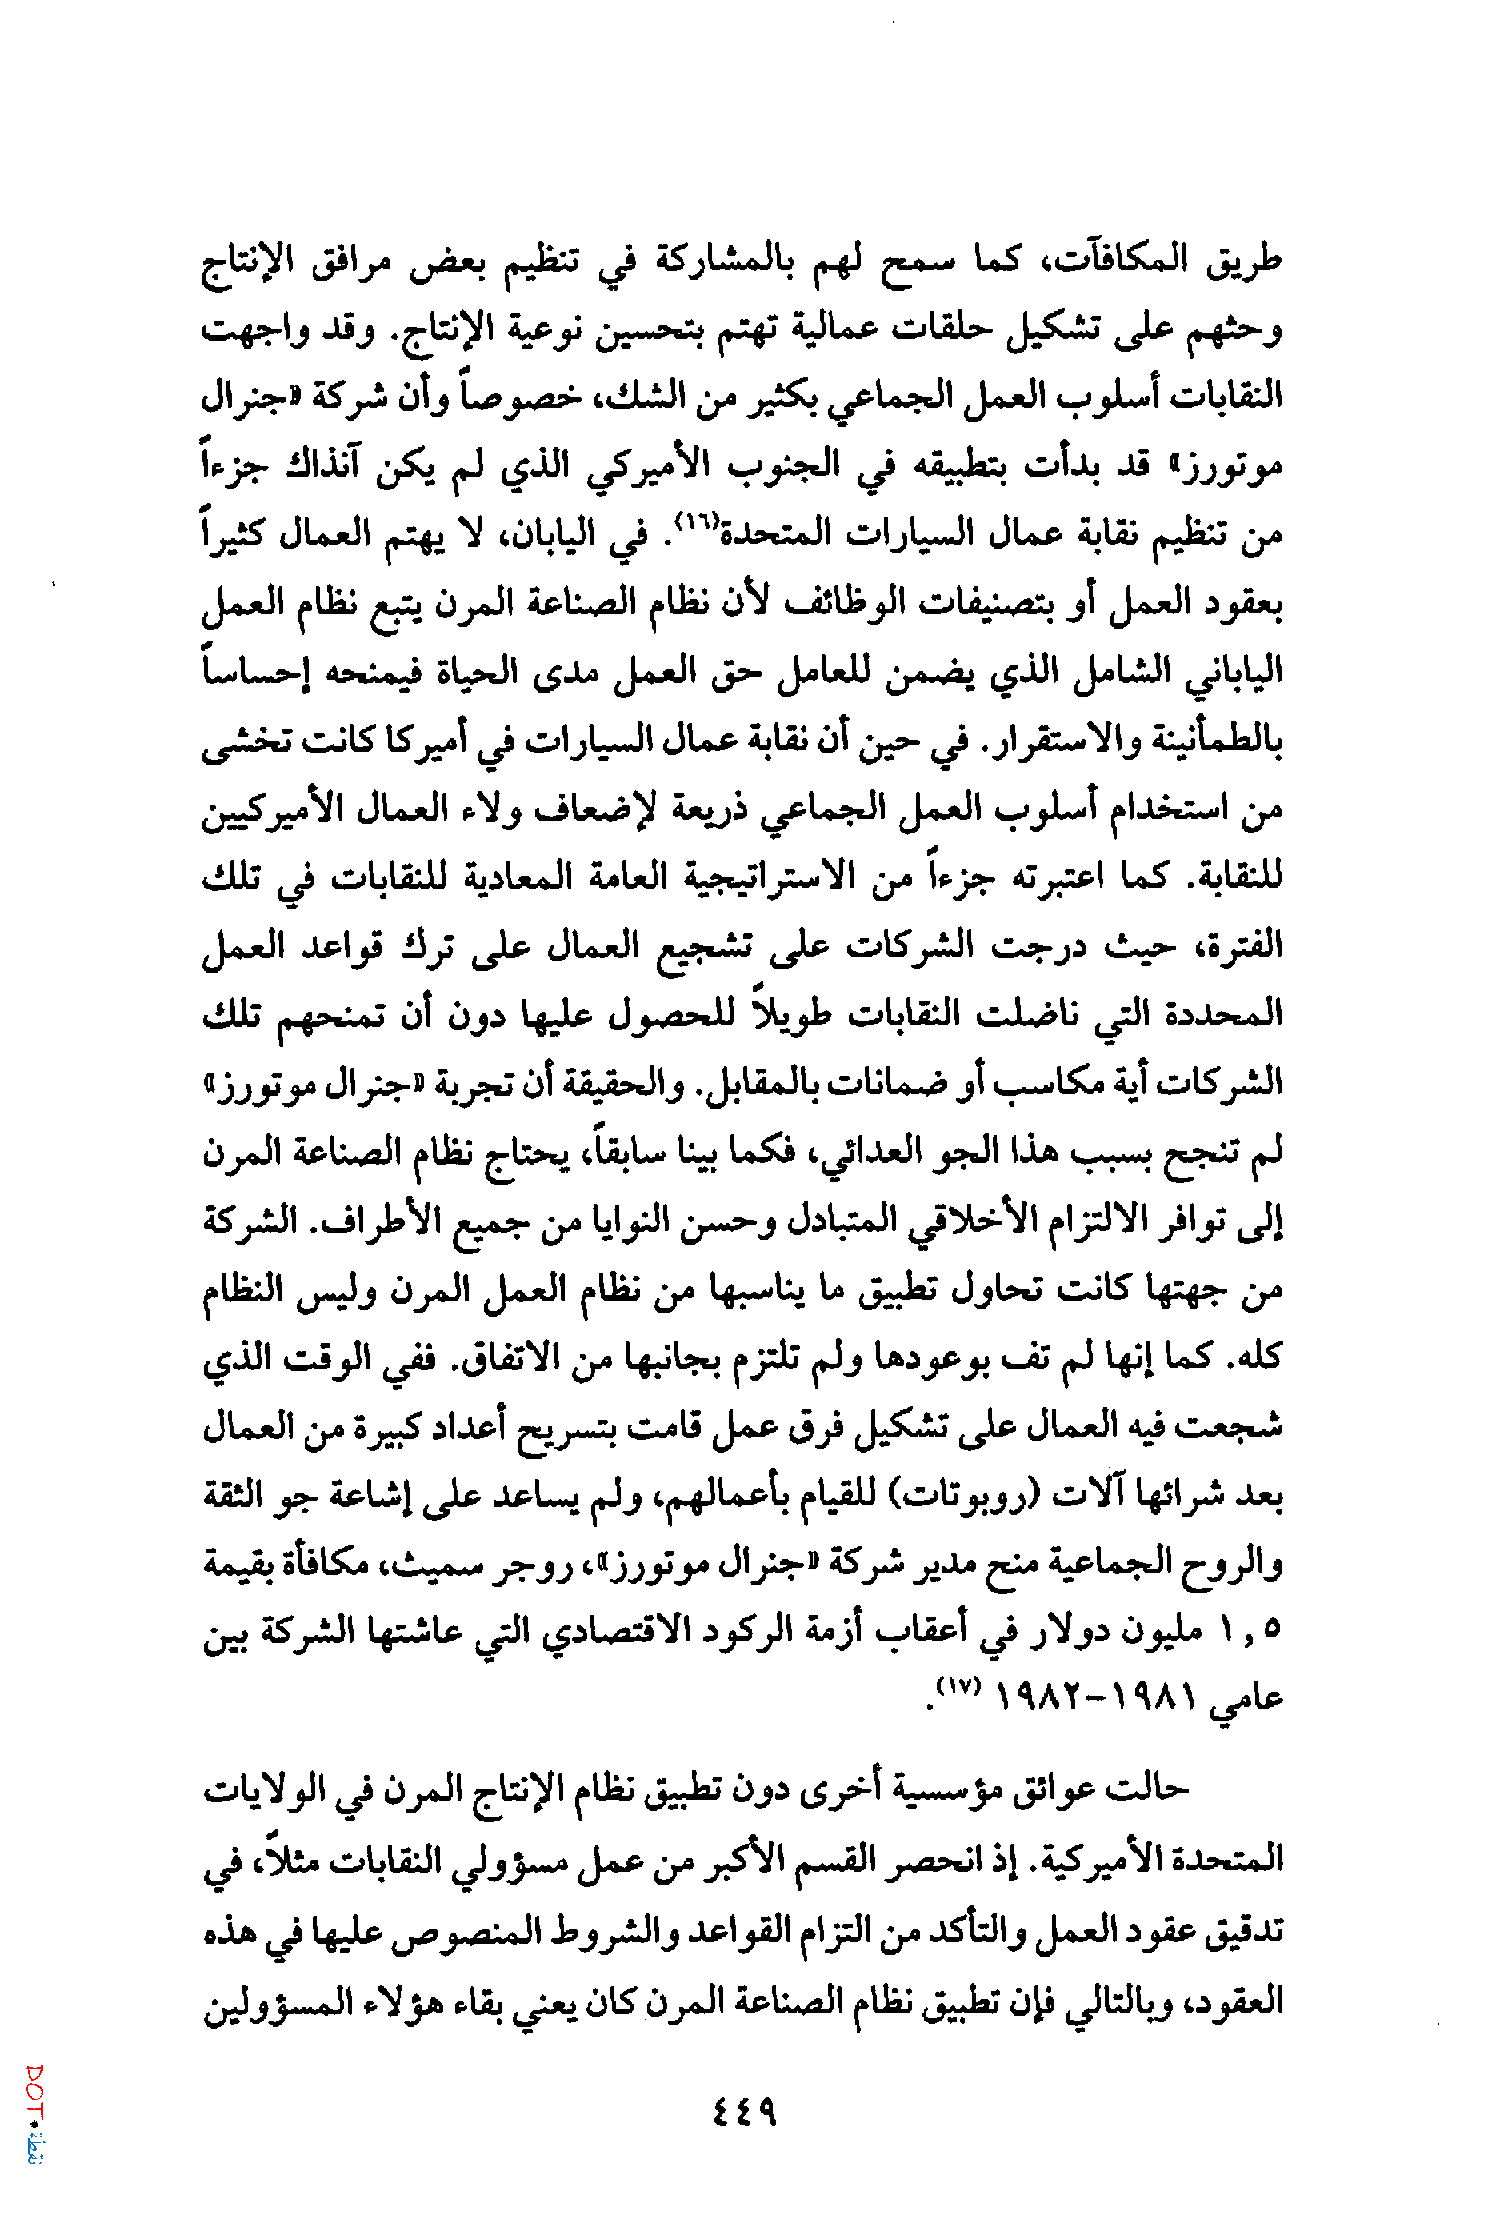 طريق المكافآت، كما سمح لهم بالمشاركة في تنظيم بعض مرافق الإنتاج
وحثهم على تشكيل حلقات عمالية تهتم بتحسين نوعية الإنتاج. وقد واجهت
النقابات أسلوب العمل الجماعي بكثير من الشك، خصوصاً وأن شركة «جنرال
موتورز» قد بدأت بتطبيقه في الجنوب الأميركي الذي لم يكن آنذاك جزءاً
من تنظيم نقابة عمال السيارات المتحدة(١٦). في اليابان، لا يهتم العمال كثيراً
بعقود العمل أو بتصنيفات الوظائف لأن نظام الصناعة المرن يتبع نظام العمل
الياباني الشامل الذي يضمن للعامل حق العمل مدى الحياة فيمنحه إحساساً
بالطمأنينة والاستقرار. في حين أن نقابة عمال السيارات في أميركا كانت تخشى
من استخدام أسلوب العمل الجماعي ذريعة لإضعاف ولاء العمال الأميركيين
للنقابة. كما اعتبرته جزءاً من الاستراتيجية العامة المعادية للنقابات في تلك
الفترة، حيث درجت الشركات على تشجيع العمال على ترك قواعد العمل
المحددة التي ناضلت النقابات طويلاً للحصول عليها دون أن تمنحهم تلك
الشركات أية مكاسب أو ضمانات بالمقابل. والحقيقة أن تجربة «جنرال موتورز»
لم تنجح بسبب هذا الجو العدائي، فكما بينا سابقاً، يحتاج نظام الصناعة المرن
إلى توافر الالتزام الأخلاقي المتبادل وحسن النوايا من جميع الأطراف. الشركة
من جهتها كانت تحاول تطبيق ما يناسبها من نظام العمل المرن وليس النظام
كله. كما إنها لم تف بوعودها ولم تلتزم بجانبها من الاتفاق. ففي الوقت الذي
شجعت فيه العمال على تشكيل فرق عمل قامت بتسريح أعداد كبيرة من العمال
بعد شرائها آلات (روبوتات) للقيام بأعمالهم، ولم يساعد على إشاعة جو الثقة
والروح الجماعية منح مدير شركة «جنرال موتورز»، روجر سميث، مكافأة بقيمة
١,٥ مليون دولار في أعقاب أزمة الركود الاقتصادي التي عاشتها الشركة بين
عامي ١٩٨١-١٩٨٢ (١٧).
حالت عوائق مؤسسية أخرى دون تطبيق نظام الإنتاج المرن في الولايات
المتحدة الأميركية. إذ انحصر القسم الأكبر من عمل مسؤولي النقابات مثلاً، في
تدقيق عقود العمل والتأكد من التزام القواعد والشروط المنصوص عليها في هذه
العقود، وبالتالي فإن تطبيق نظام الصناعة المرن كان يعني بقاء هؤلاء المسؤولين
٤٤٩
DOT • نقطة